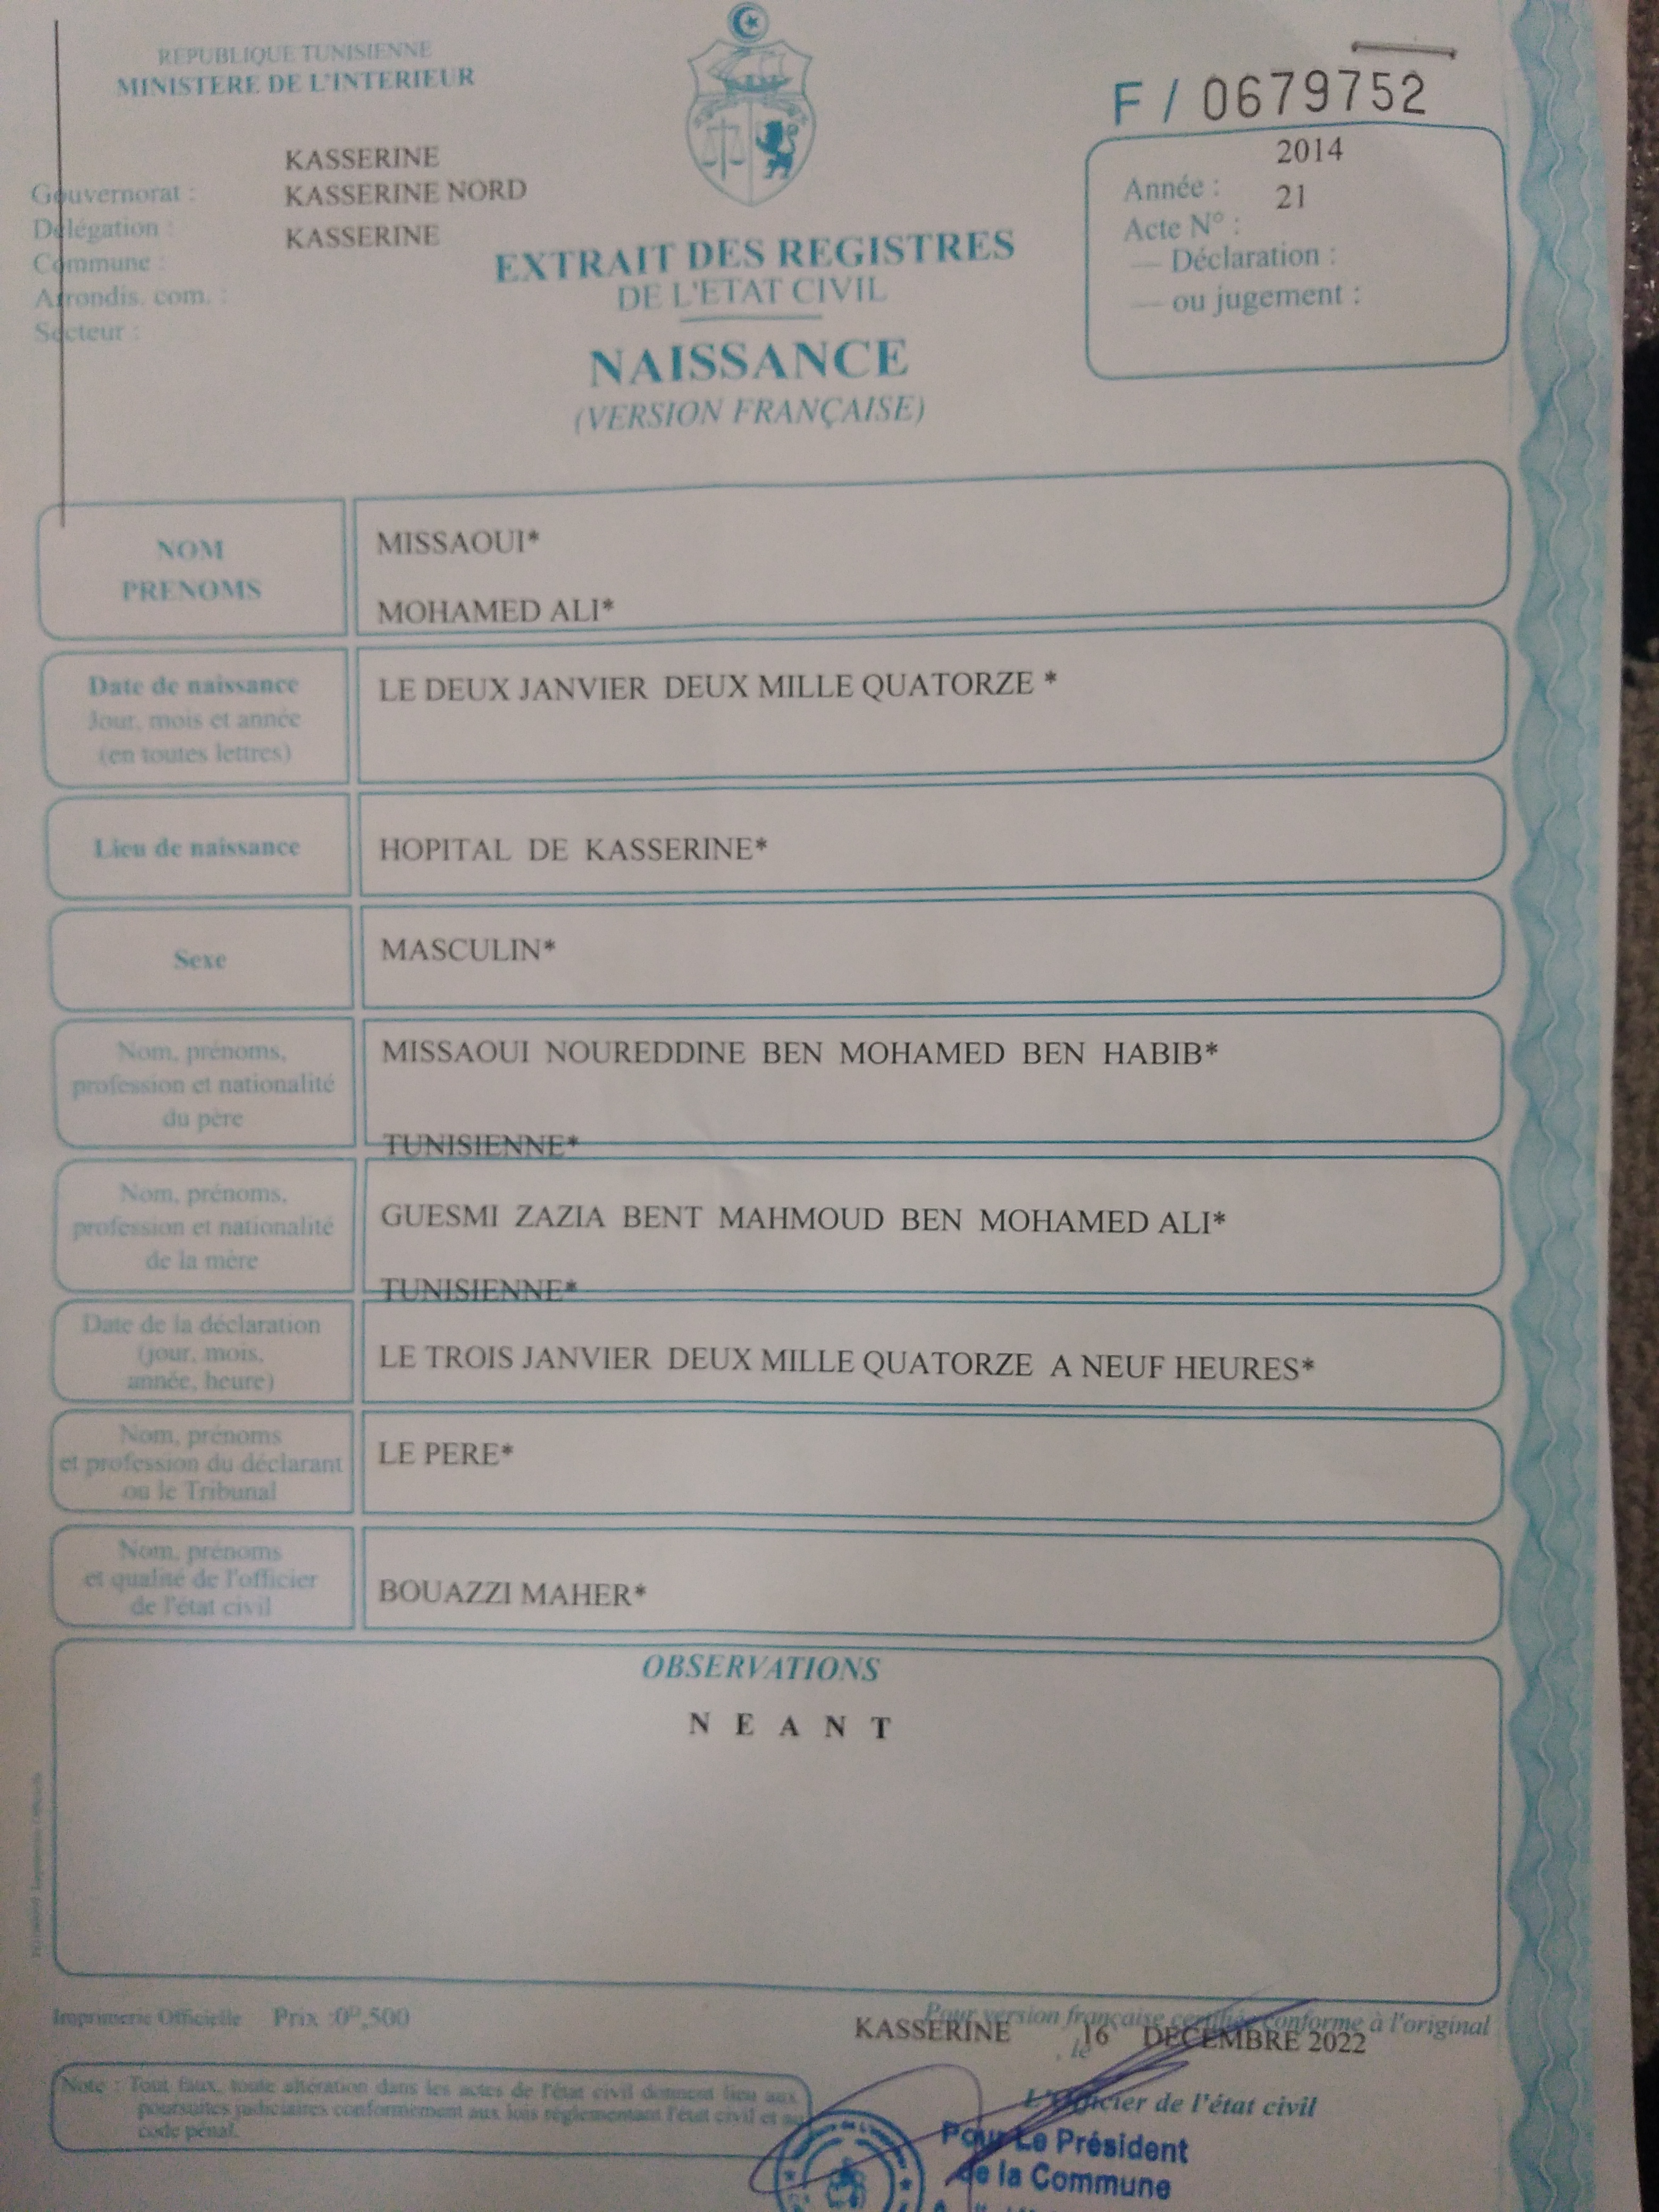 REPUBLIQUE TUNISIENNE
MINISTERE DE L'INTERIEUR
F / 0679752
KASSERINE
Gouvernorat : KASSERINE NORD
Délégation : KASSERINE
Commune :
Arrondis. com. :
Secteur :
2014
Année : 21
Acte N° :
— Déclaration :
— ou jugement :
EXTRAIT DES REGISTRES
DE L'ETAT CIVIL
NAISSANCE
(VERSION FRANÇAISE)
NOM
PRENOMS
MISSAOUI*
MOHAMED ALI*
Date de naissance
Jour, mois et année
(en toutes lettres)
LE DEUX JANVIER DEUX MILLE QUATORZE *
Lieu de naissance
HOPITAL DE KASSERINE*
Sexe
MASCULIN*
Nom, prénoms,
profession et nationalité
du père
MISSAOUI NOUREDDINE BEN MOHAMED BEN HABIB*
TUNISIENNE*
Nom, prénoms,
profession et nationalité
de la mère
GUESMI ZAZIA BENT MAHMOUD BEN MOHAMED ALI*
TUNISIENNE*
Date de la déclaration
(jour, mois,
année, heure)
LE TROIS JANVIER DEUX MILLE QUATORZE A NEUF HEURES*
Nom, prénoms
et profession du déclarant
ou le Tribunal
LE PERE*
Nom, prénoms
et qualité de l'officier
de l'état civil
BOUAZZI MAHER*
OBSERVATIONS
N E A N T
Imprimerie Officielle Prix :0ᴰ,500
Pour version française certifiée conforme à l'original
KASSERINE le 16 DECEMBRE 2022
Note : Tout faux, toute altération dans les actes de l'état civil donnent lieu aux
poursuites judiciaires conformement aux lois réglementant l'état civil et au
code pénal.
L'Officier de l'état civil
Pour Le Président
de la Commune